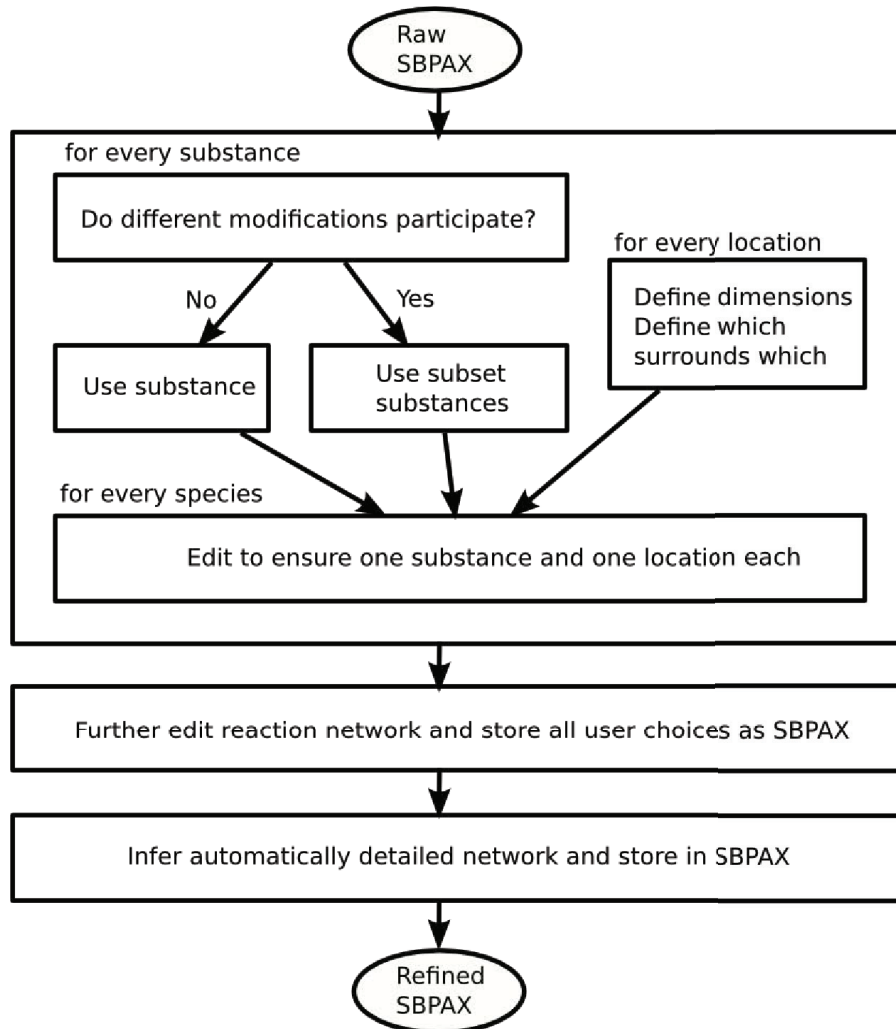 Raw
SBPAX
for every substance
Do different modifications participate?
for every location
Define dimensions
Define which
surrounds which
No
Yes
Use substance
Use subset
substances
for every species
Edit to ensure one substance and one location each
Further edit reaction network and store all user choices as SBPAX
Infer automatically detailed network and store in SBPAX
Refined
SBPAX